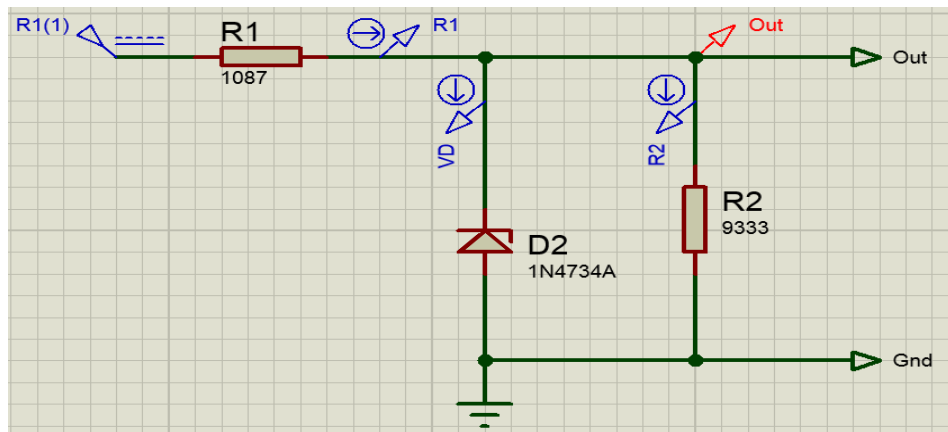 R1(1)
R1
1087
R1
Out
Out
VD
R2
D2
1N4734A
R2
9333
Gnd